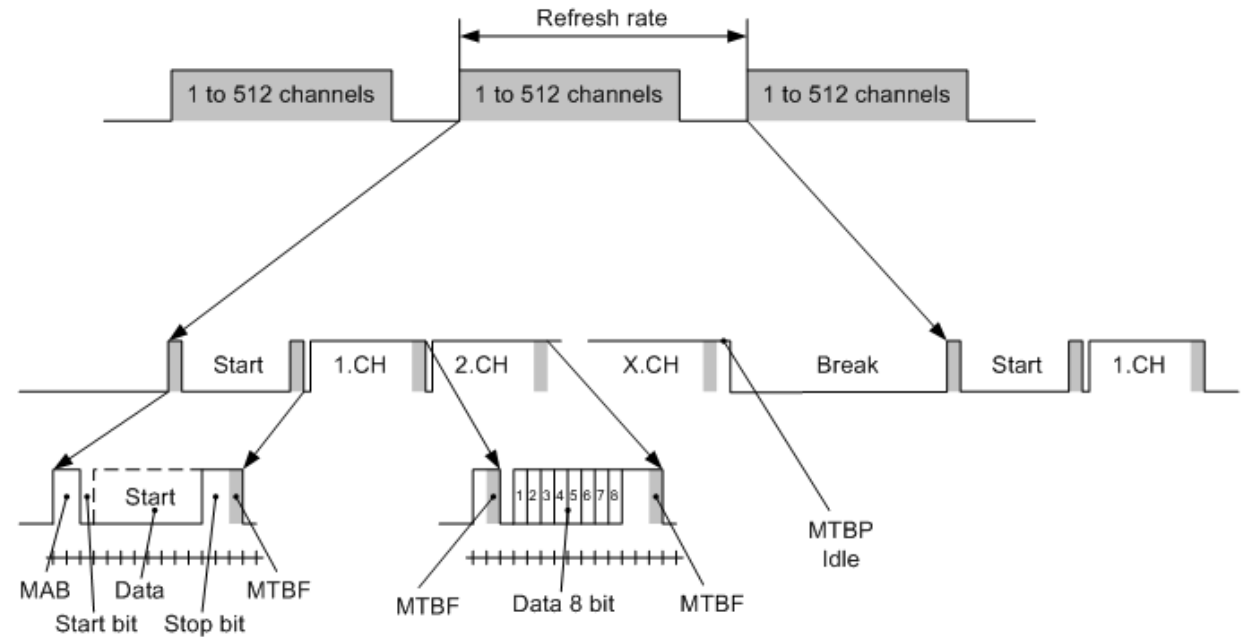 Refresh rate
1 to 512 channels 1 to 512 channels 1 to 512 channels
Start 1.CH 2.CH X.CH Break Start 1.CH
Start 1 2 3 4 5 6 7 8
MTBP
Idle
MAB Data MTBF MTBF Data 8 bit MTBF
Start bit Stop bit